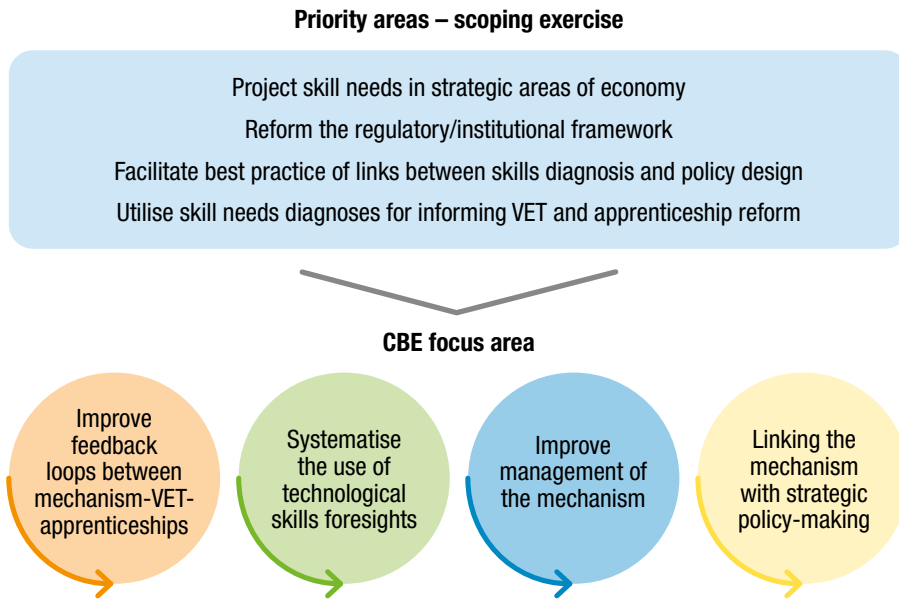 Priority areas – scoping exercise
Project skill needs in strategic areas of economy
Reform the regulatory/institutional framework
Facilitate best practice of links between skills diagnosis and policy design
Utilise skill needs diagnoses for informing VET and apprenticeship reform
CBE focus area
Improve
feedback
loops between
mechanism-VET-
apprenticeships
Systematise
the use of
technological
skills foresights
Improve
management of
the mechanism
Linking the
mechanism
with strategic
policy-making